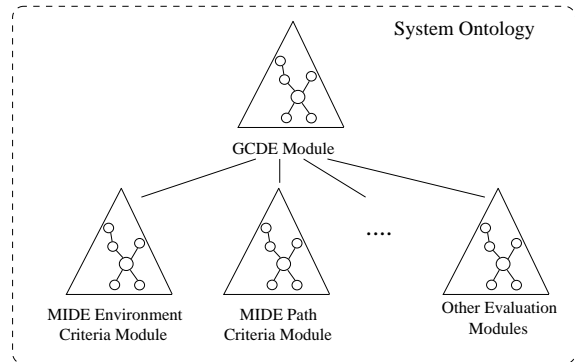 System Ontology
GCDE Module
....
MIDE Environment
Criteria Module
MIDE Path
Criteria Module
Other Evaluation
Modules